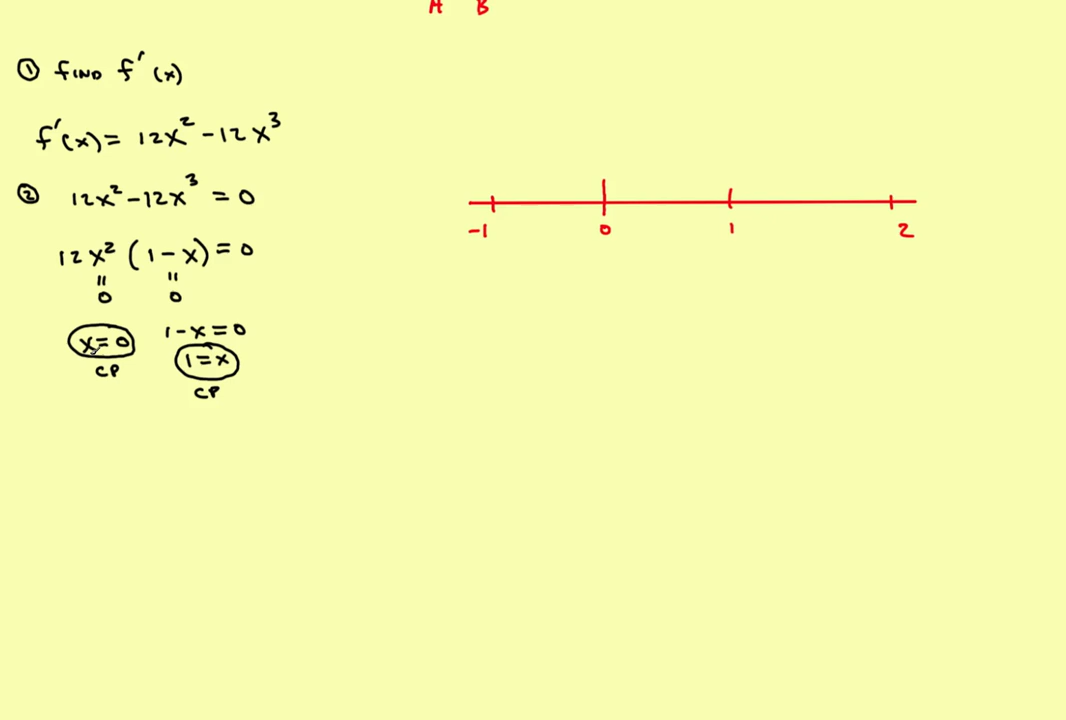 A B
① FIND f'(x)
f'(x) = 12x² - 12x³
② 12x² - 12x³ = 0
12x² (1 - x) = 0
" "
0 0
x = 0 1 - x = 0
1 = x
CP
CP
-1 0 1 2